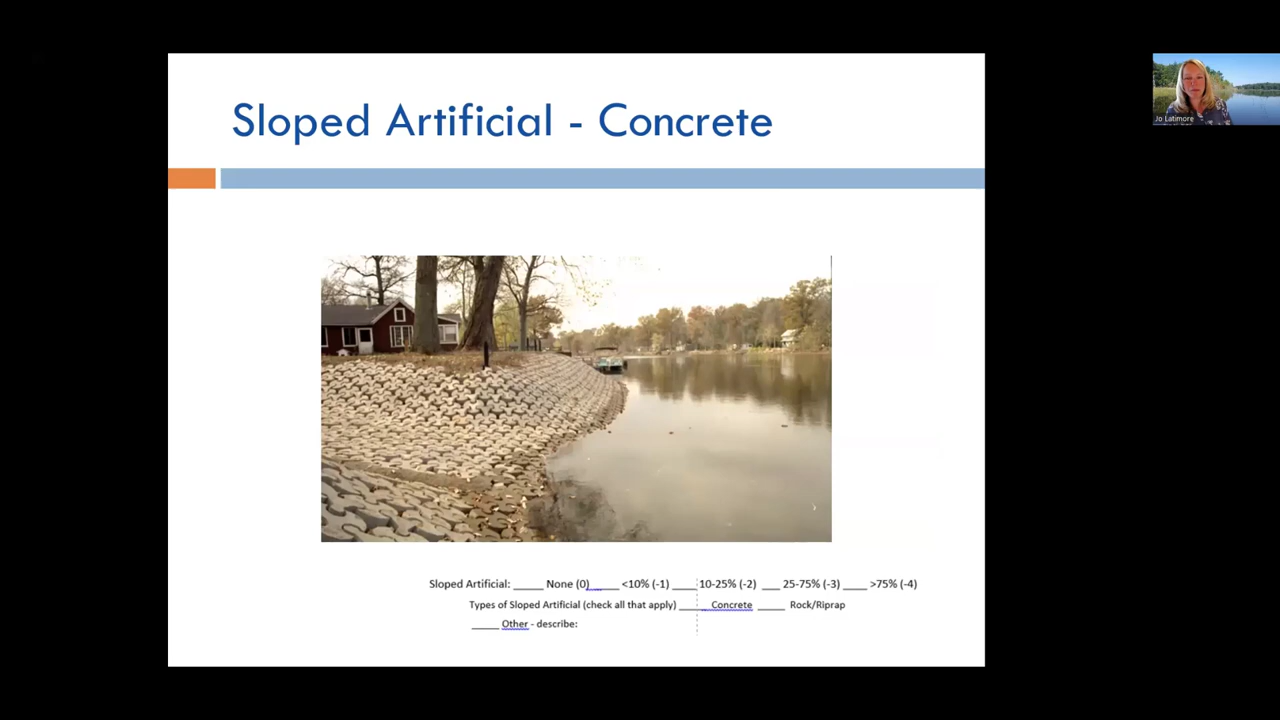 Sloped Artificial - Concrete
Jo Latimore
Sloped Artificial: _____ None (0)_____ <10% (-1) ____ 10-25% (-2) ___ 25-75% (-3) ____ >75% (-4)
Types of Sloped Artificial (check all that apply) _____ Concrete _____ Rock/Riprap
_____ Other - describe: